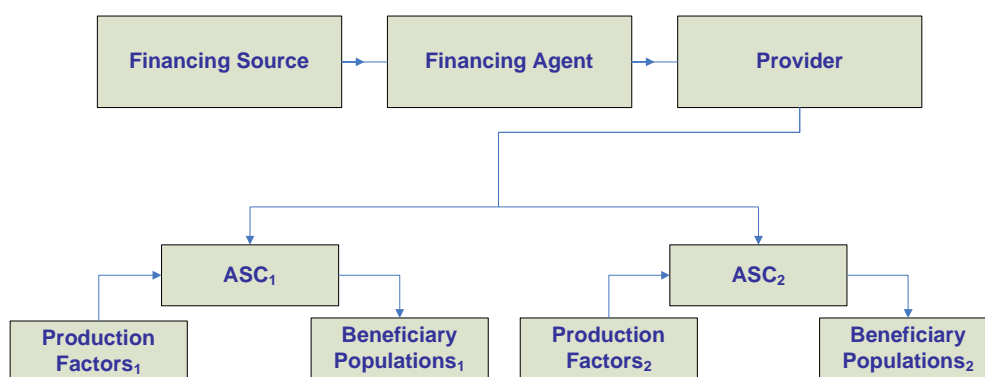 Financing Source
Financing Agent
Provider
ASC₁
ASC₂
Production
Factors₁
Beneficiary
Populations₁
Production
Factors₂
Beneficiary
Populations₂